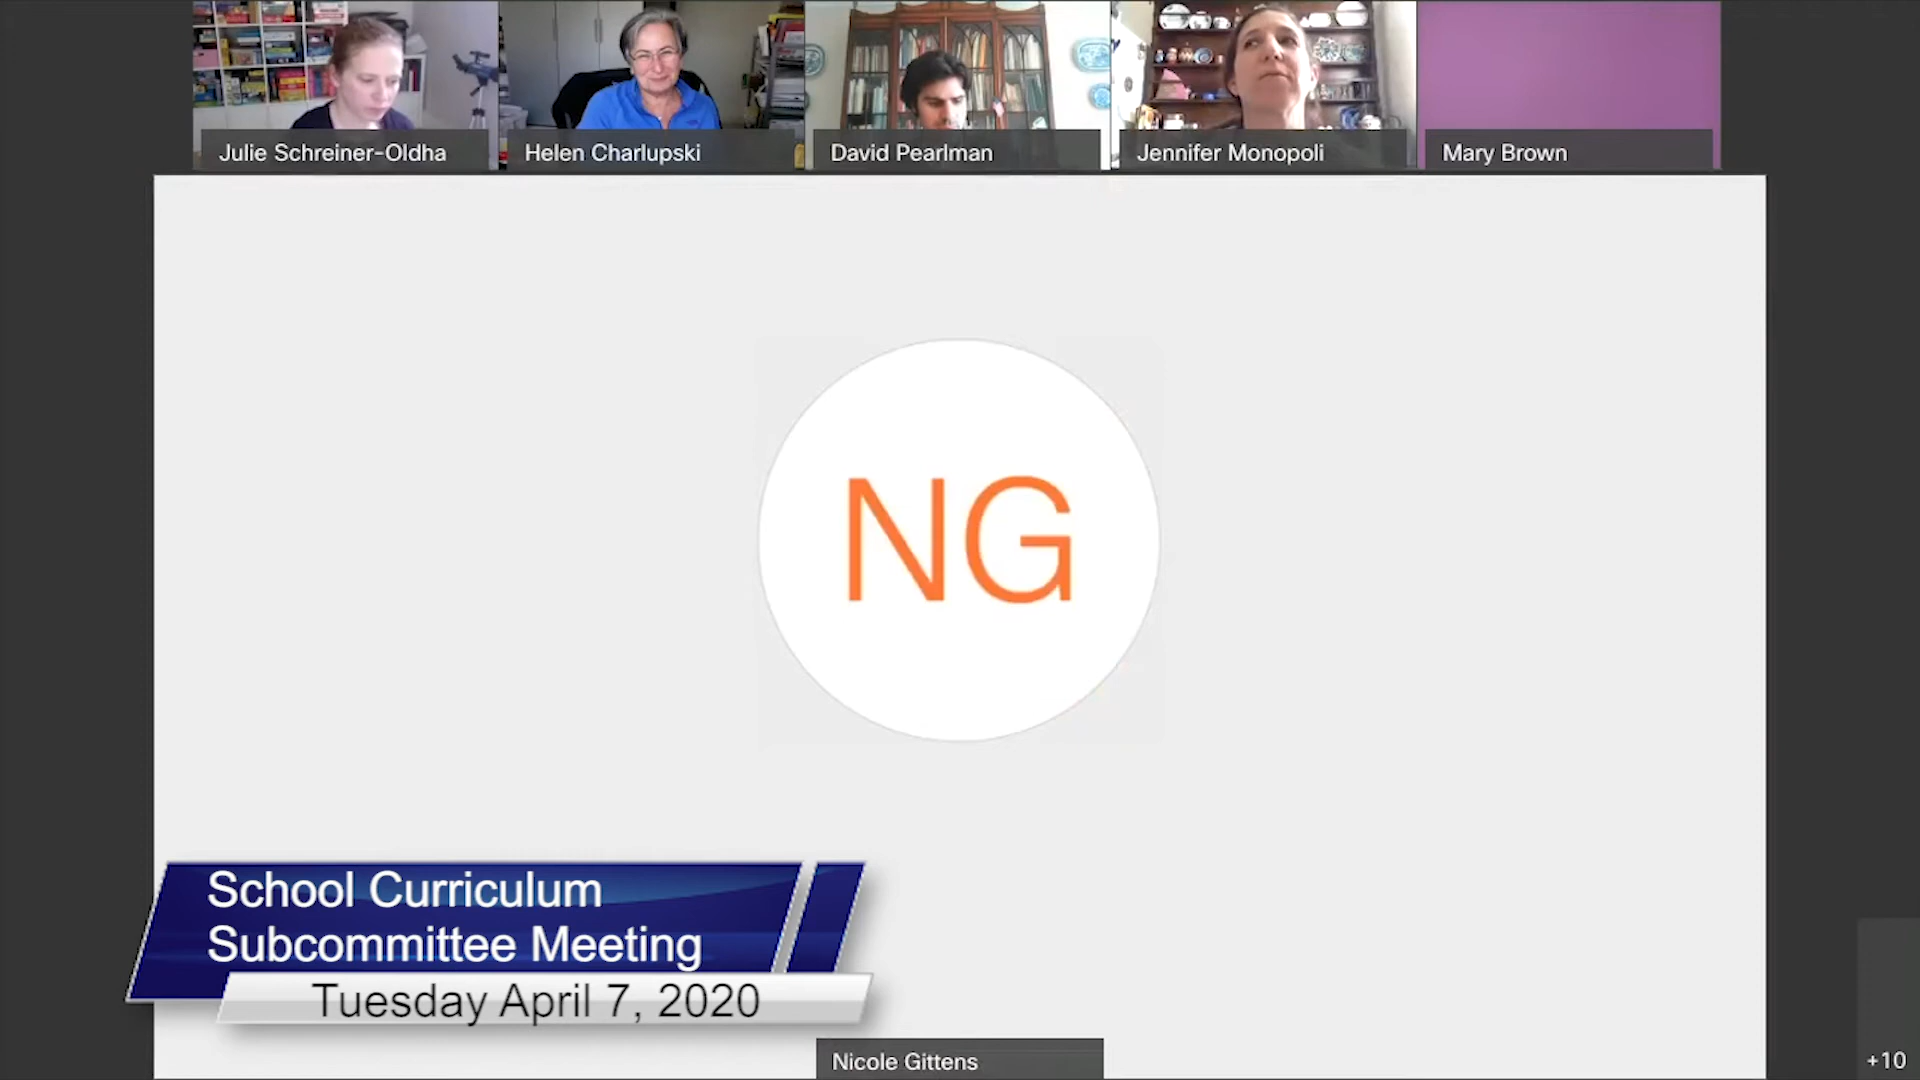 Julie Schreiner-Oldha
Helen Charlupski
David Pearlman
Jennifer Monopoli
Mary Brown
NG
School Curriculum
Subcommittee Meeting
Tuesday April 7, 2020
Nicole Gittens
+10